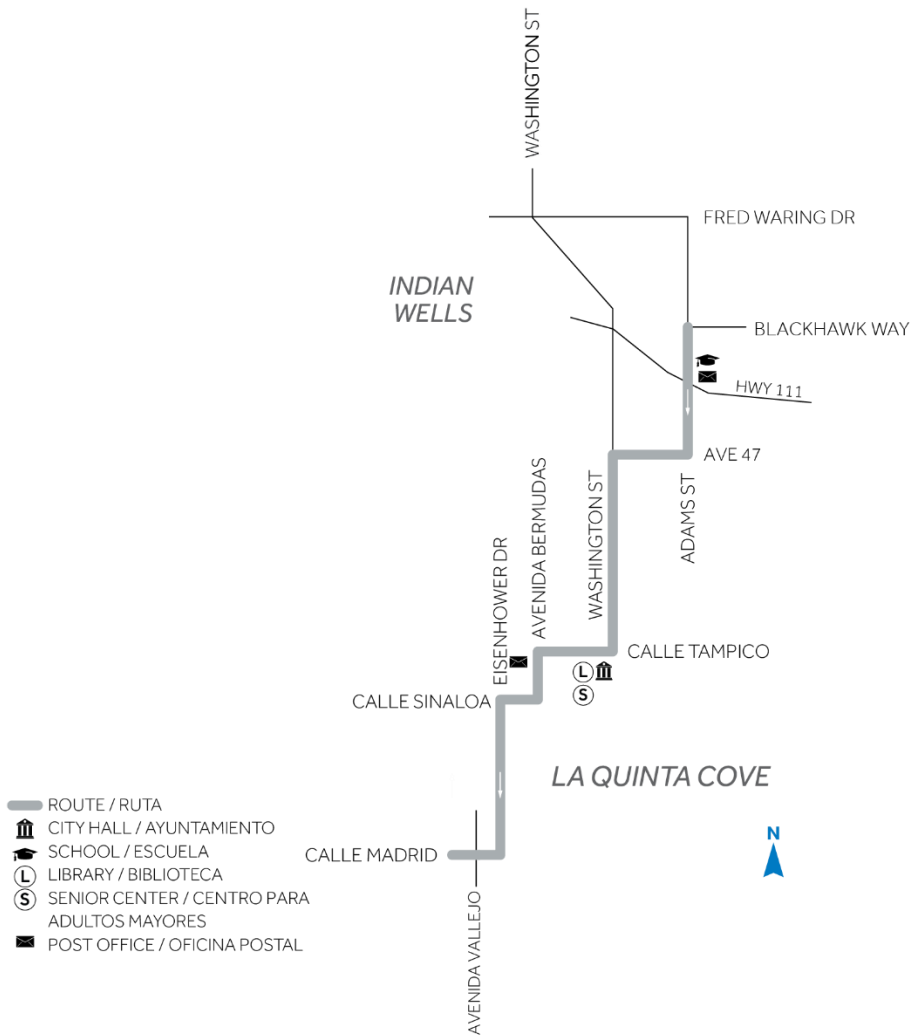 WASHINGTON ST
FRED WARING DR
INDIAN
WELLS
BLACKHAWK WAY
HWY 111
AVE 47
ADAMS ST
WASHINGTON ST
AVENIDA BERMUDAS
EISENHOWER DR
CALLE TAMPICO
L
S
CALLE SINALOA
LA QUINTA COVE
ROUTE / RUTA
CITY HALL / AYUNTAMIENTO
SCHOOL / ESCUELA
L LIBRARY / BIBLIOTECA
S SENIOR CENTER / CENTRO PARA
ADULTOS MAYORES
POST OFFICE / OFICINA POSTAL
CALLE MADRID
AVENIDA VALLEJO
N